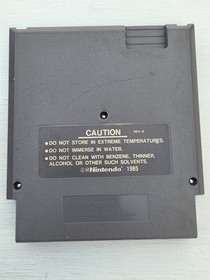 CAUTION
REV-A
●DO NOT STORE IN EXTREME TEMPERATURES.
●DO NOT IMMERSE IN WATER.
●DO NOT CLEAN WITH BENZENE, THINNER,
ALCOHOL OR OTHER SUCH SOLVENTS.
©Nintendo® 1985